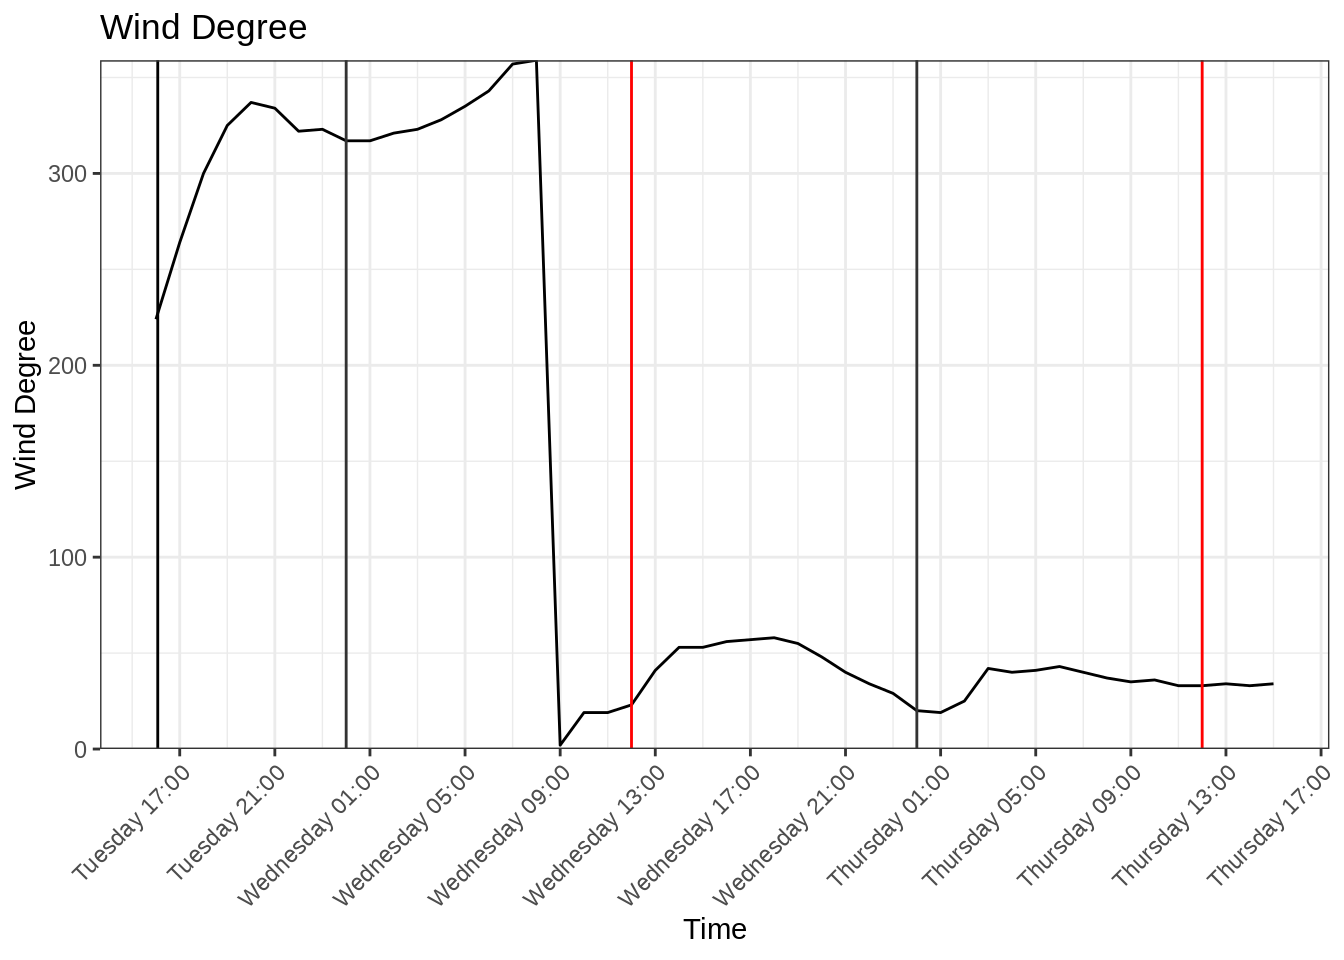 Wind Degree
Wind Degree
300
200
100
0
Tuesday 17:00
Tuesday 21:00
Wednesday 01:00
Wednesday 05:00
Wednesday 09:00
Wednesday 13:00
Wednesday 17:00
Wednesday 21:00
Thursday 01:00
Thursday 05:00
Thursday 09:00
Thursday 13:00
Thursday 17:00
Time